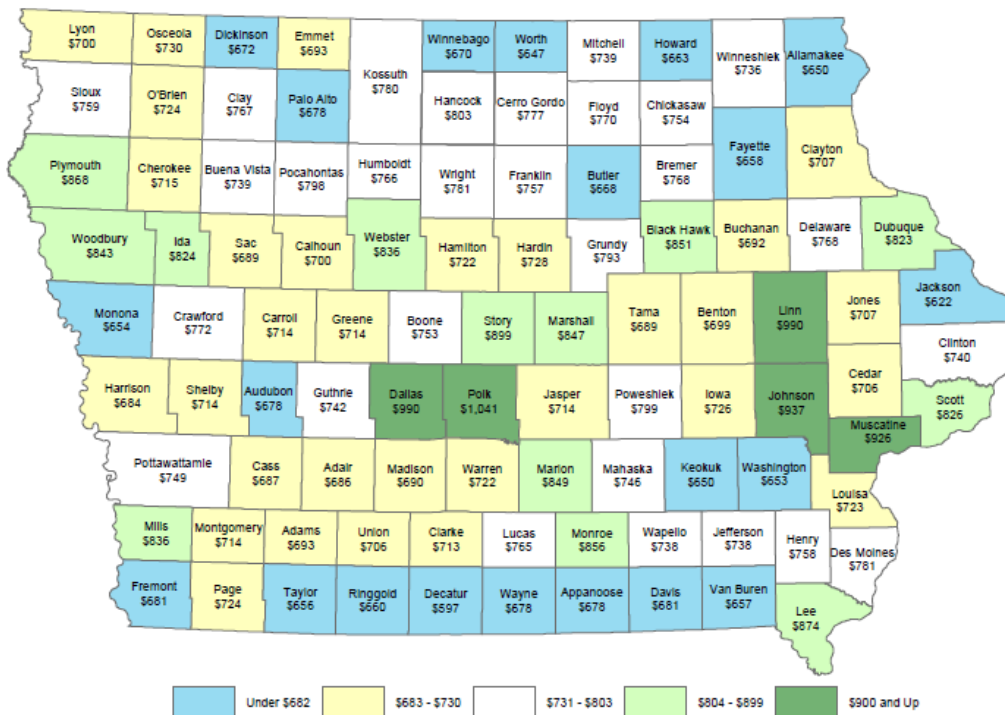 Lyon
$700
Osceola
$730
Dickinson
$672
Emmet
$693
Kossuth
$780
Winnebago
$670
Worth
$647
Mitchell
$739
Howard
$663
Winneshiek
$736
Allamakee
$650
Sioux
$759
O'Brien
$724
Clay
$767
Palo Alto
$678
Hancock
$803
Cerro Gordo
$777
Floyd
$770
Chickasaw
$754
Fayette
$658
Clayton
$707
Plymouth
$868
Cherokee
$715
Buena Vista
$739
Pocahontas
$798
Humboldt
$766
Wright
$781
Franklin
$757
Butler
$668
Bremer
$768
Woodbury
$843
Ida
$824
Sac
$689
Calhoun
$700
Webster
$836
Hamilton
$722
Hardin
$728
Grundy
$793
Black Hawk
$851
Buchanan
$692
Delaware
$768
Dubuque
$823
Monona
$654
Crawford
$772
Carroll
$714
Greene
$714
Boone
$753
Story
$899
Marshall
$847
Tama
$689
Benton
$699
Linn
$990
Jones
$707
Jackson
$622
Clinton
$740
Harrison
$684
Shelby
$714
Audubon
$678
Guthrie
$742
Dallas
$990
Polk
$1,041
Jasper
$714
Poweshiek
$799
Iowa
$726
Johnson
$937
Cedar
$706
Scott
$826
Muscatine
$926
Pottawattamie
$749
Cass
$687
Adair
$686
Madison
$690
Warren
$722
Marion
$849
Mahaska
$746
Keokuk
$650
Washington
$653
Louisa
$723
Mills
$836
Montgomery
$714
Adams
$693
Union
$706
Clarke
$713
Lucas
$765
Monroe
$856
Wapello
$738
Jefferson
$738
Henry
$758
Des Moines
$781
Fremont
$681
Page
$724
Taylor
$656
Ringgold
$660
Decatur
$597
Wayne
$678
Appanoose
$678
Davis
$681
Van Buren
$657
Lee
$874
Under $682
$683 - $730
$731 - $803
$804 - $899
$900 and Up